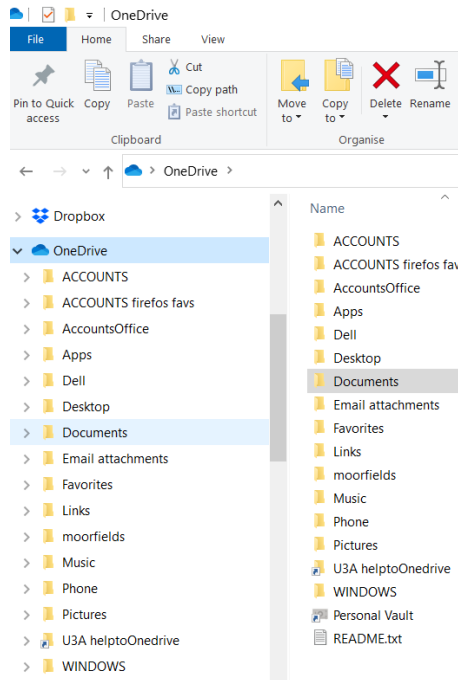 OneDrive
File Home Share View
Pin to Quick access
Copy
Paste
Cut
Copy path
Paste shortcut
Move to
Copy to
Delete
Rename
Clipboard
Organise
OneDrive
Dropbox
OneDrive
ACCOUNTS
ACCOUNTS firefos favs
AccountsOffice
Apps
Dell
Desktop
Documents
Email attachments
Favorites
Links
moorfields
Music
Phone
Pictures
U3A helptoOnedrive
WINDOWS
Name
ACCOUNTS
ACCOUNTS firefos fav
AccountsOffice
Apps
Dell
Desktop
Documents
Email attachments
Favorites
Links
moorfields
Music
Phone
Pictures
U3A helptoOnedrive
WINDOWS
Personal Vault
README.txt